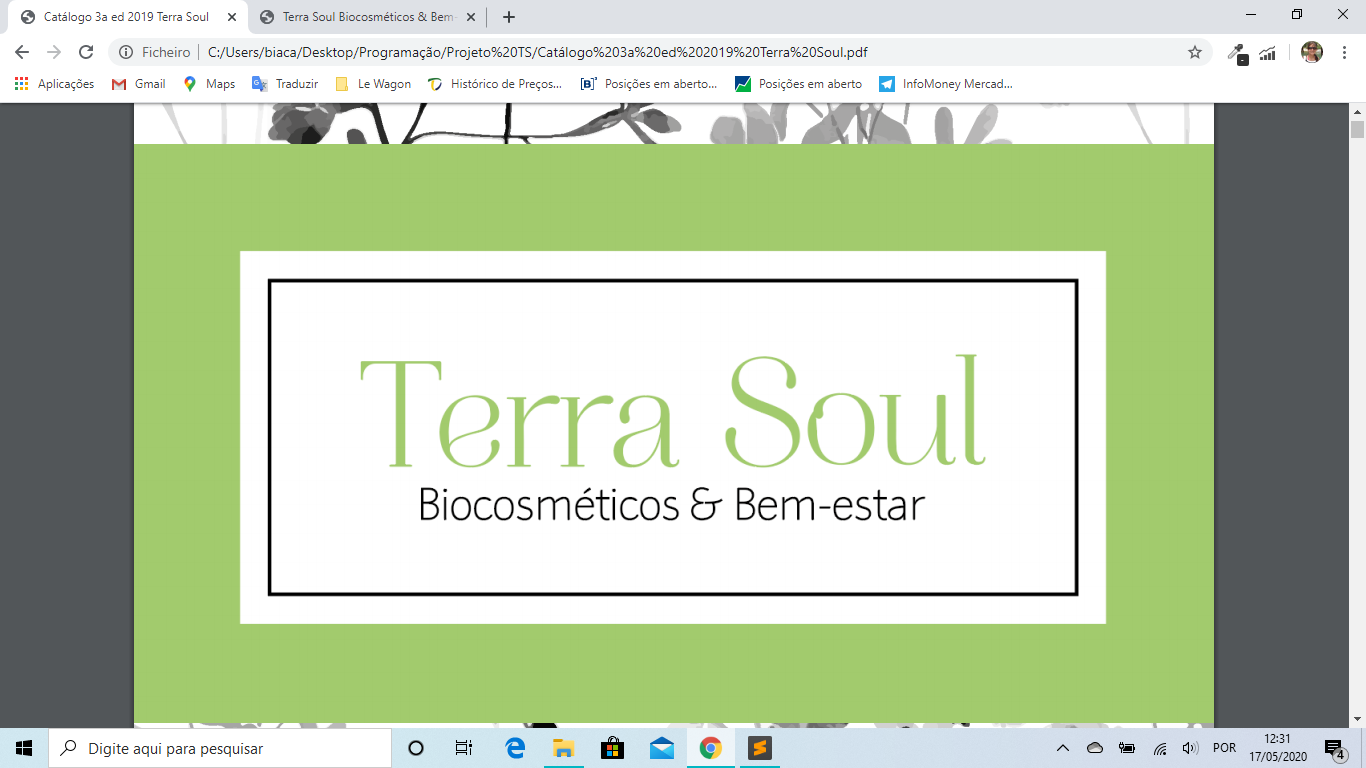 Catálogo 3a ed 2019 Terra Soul
Terra Soul Biocosméticos & Bem-
Ficheiro
C:/Users/biaca/Desktop/Programação/Projeto%20TS/Catálogo%203a%20ed%202019%20Terra%20Soul.pdf
Aplicações
Gmail
Maps
Traduzir
Le Wagon
Histórico de Preços...
Posições em aberto...
Posições em aberto
InfoMoney Mercad...
Terra Soul
Biocosméticos & Bem-estar
Digite aqui para pesquisar
POR
12:31
17/05/2020
4